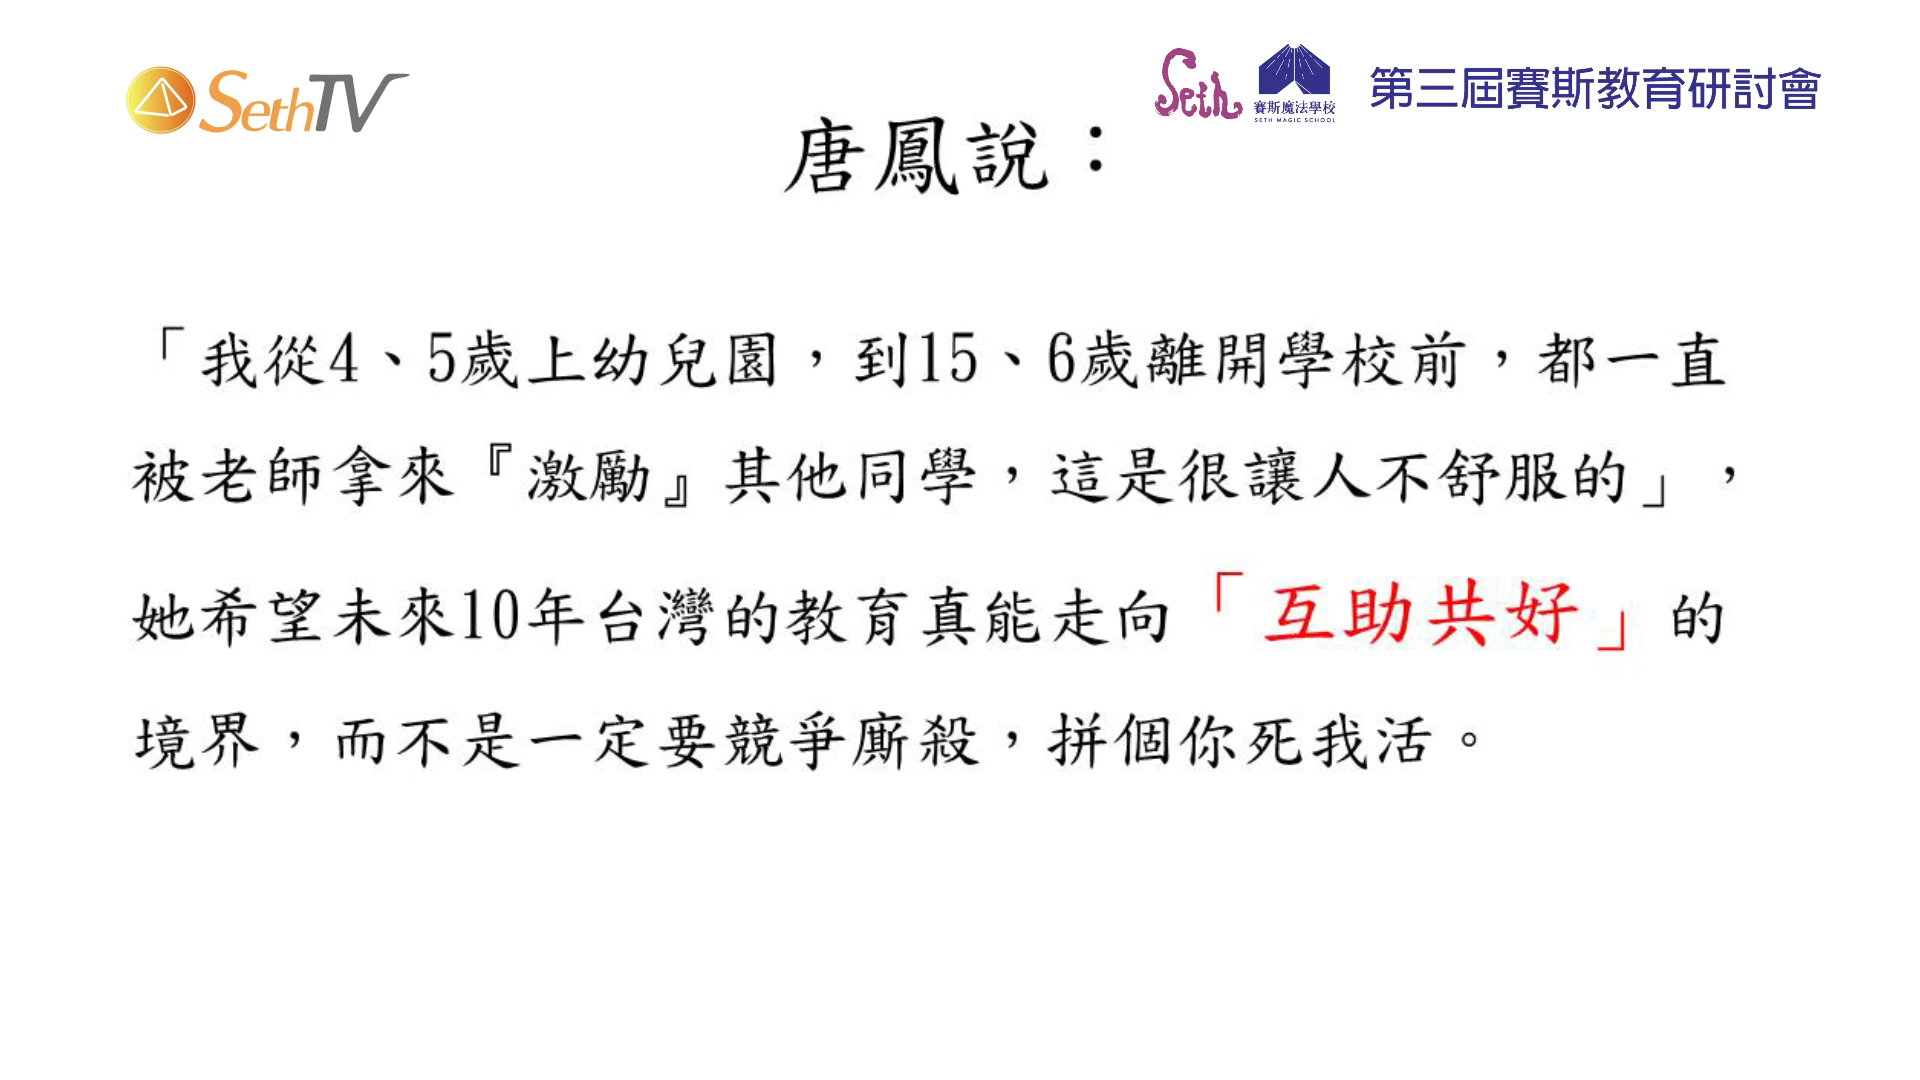 SethTV
Seth
賽斯魔法學校
SETH MAGIC SCHOOL
第三屆賽斯教育研討會
唐鳳說：
「我從4、5歲上幼兒園，到15、6歲離開學校前，都一直
被老師拿來『激勵』其他同學，這是很讓人不舒服的」，
她希望未來10年台灣的教育真能走向「互助共好」的
境界，而不是一定要競爭廝殺，拼個你死我活。